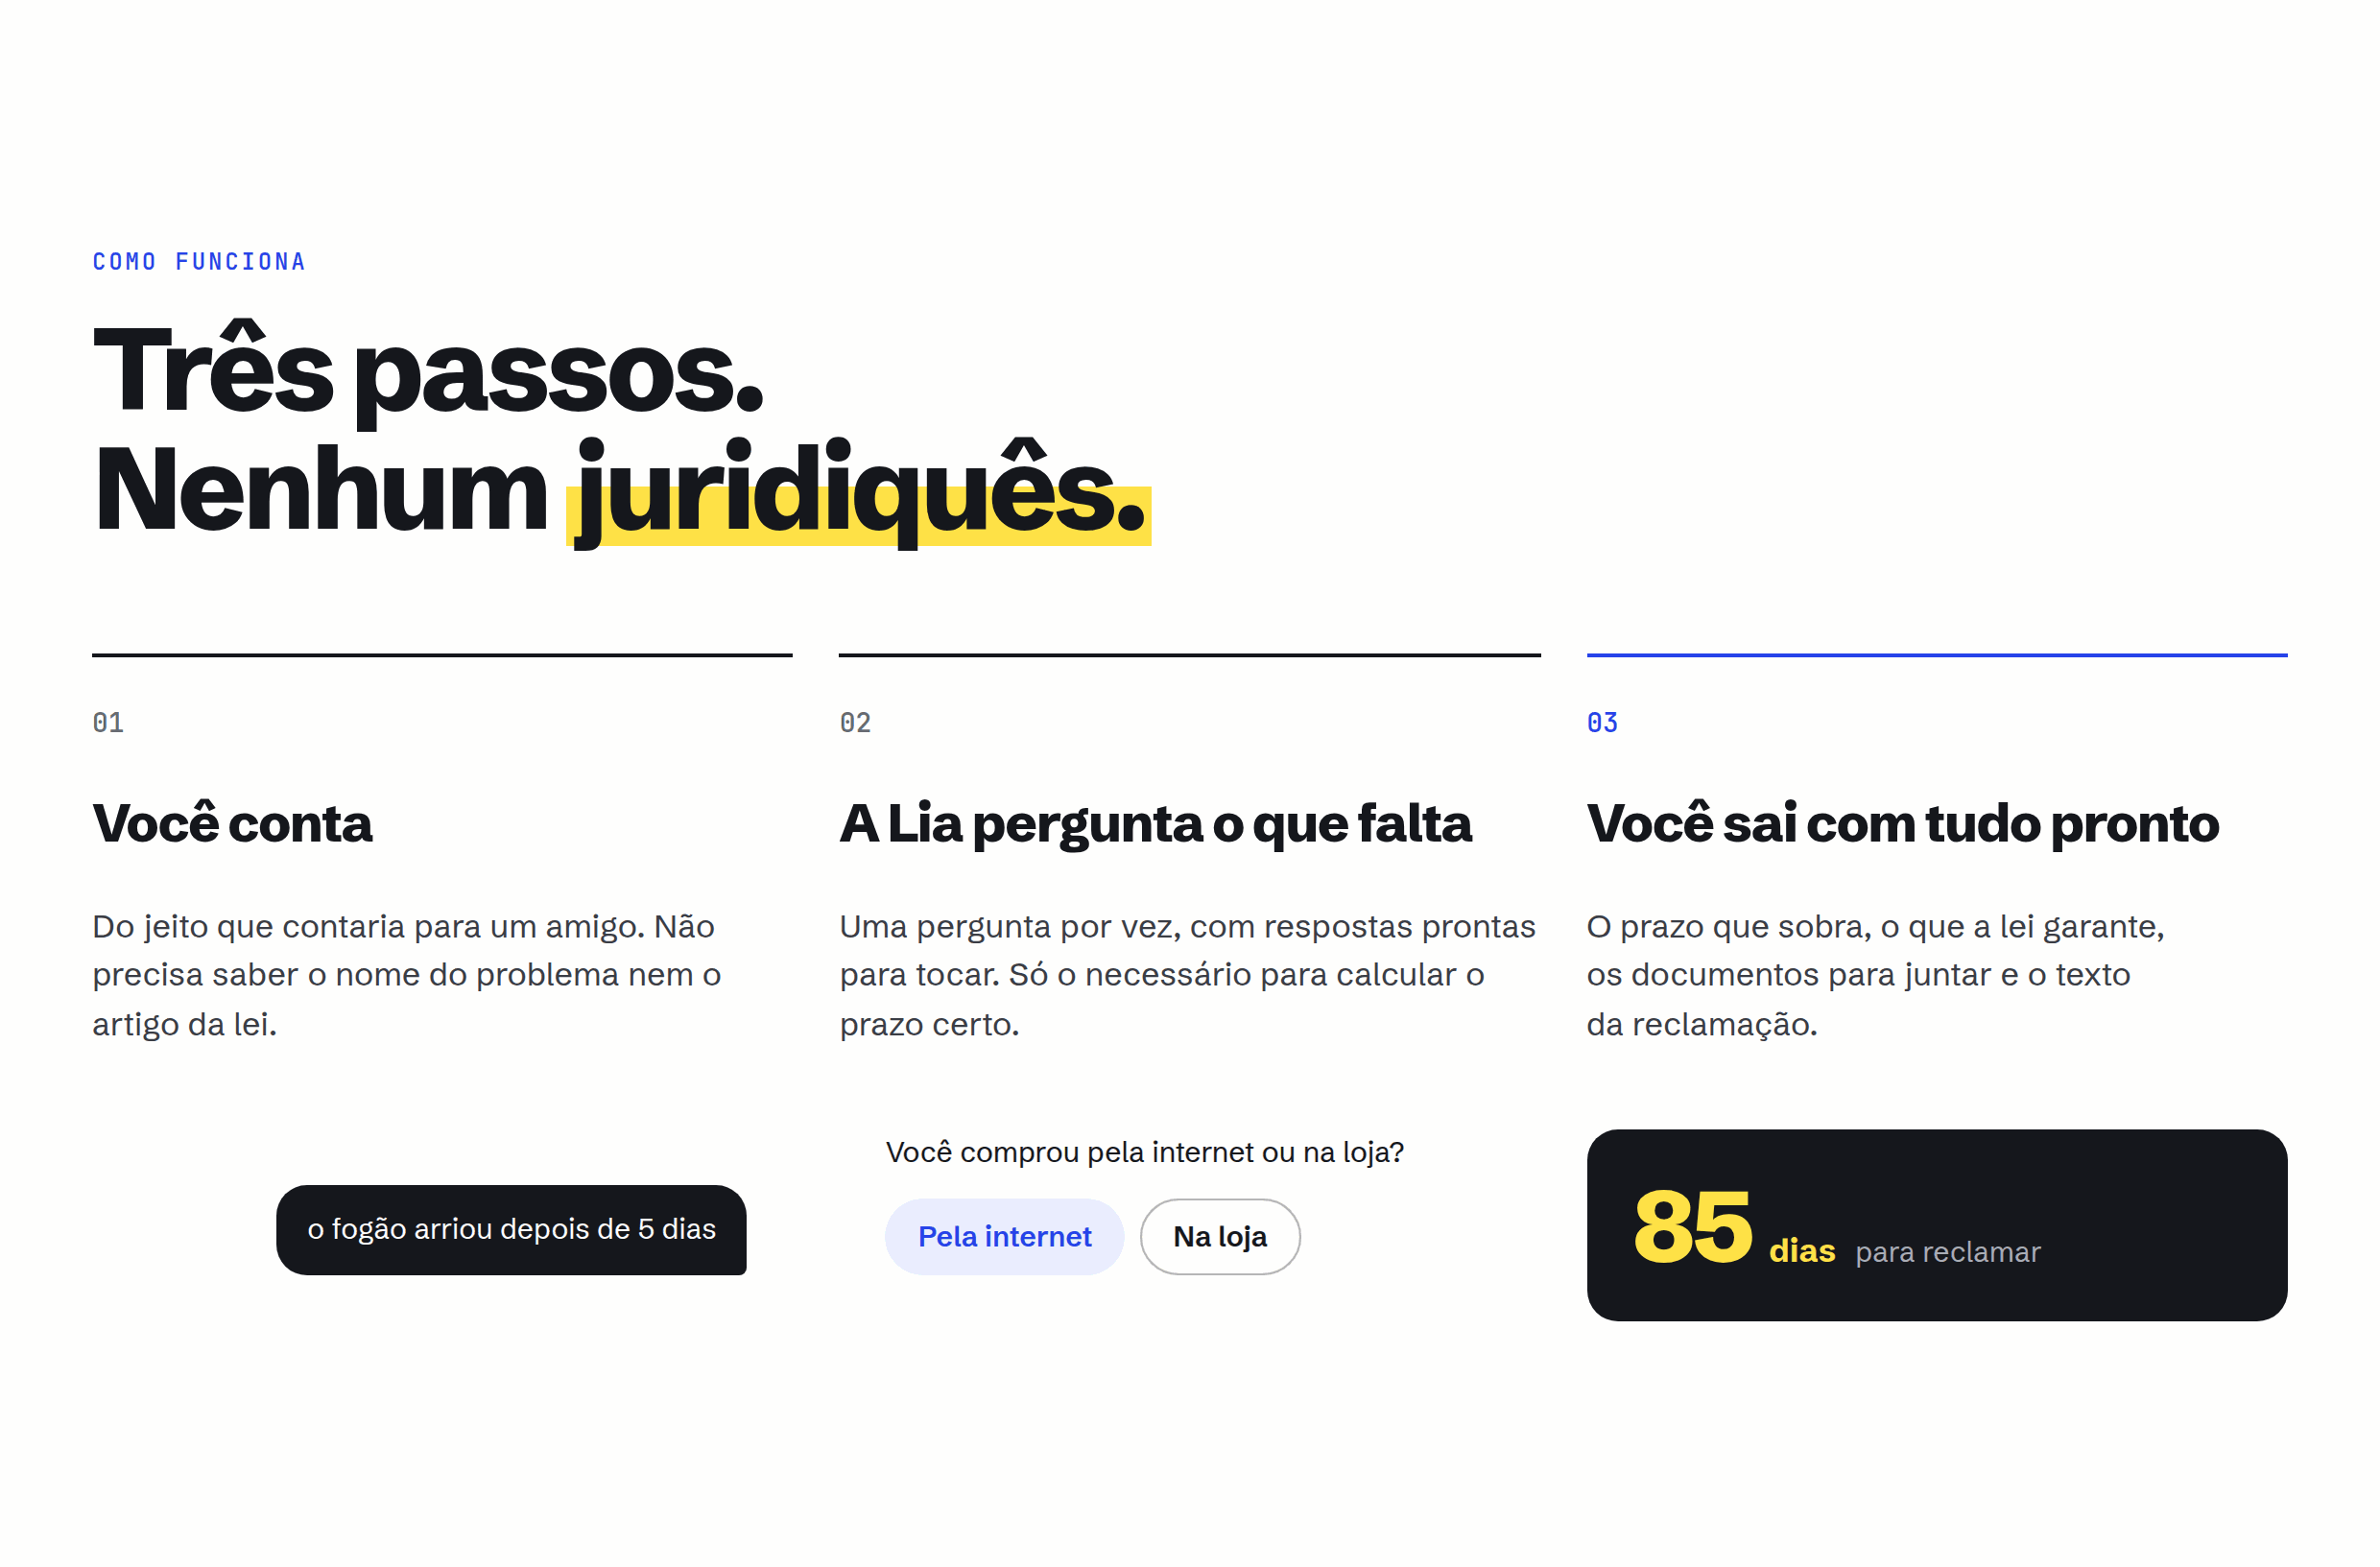 COMO FUNCIONA
Três passos.
Nenhum juridiquês.
01
Você conta
Do jeito que contaria para um amigo. Não
precisa saber o nome do problema nem o
artigo da lei.
o fogão arriou depois de 5 dias
02
A Lia pergunta o que falta
Uma pergunta por vez, com respostas prontas
para tocar. Só o necessário para calcular o
prazo certo.
Você comprou pela internet ou na loja?
Pela internet Na loja
03
Você sai com tudo pronto
O prazo que sobra, o que a lei garante,
os documentos para juntar e o texto
da reclamação.
85 dias para reclamar